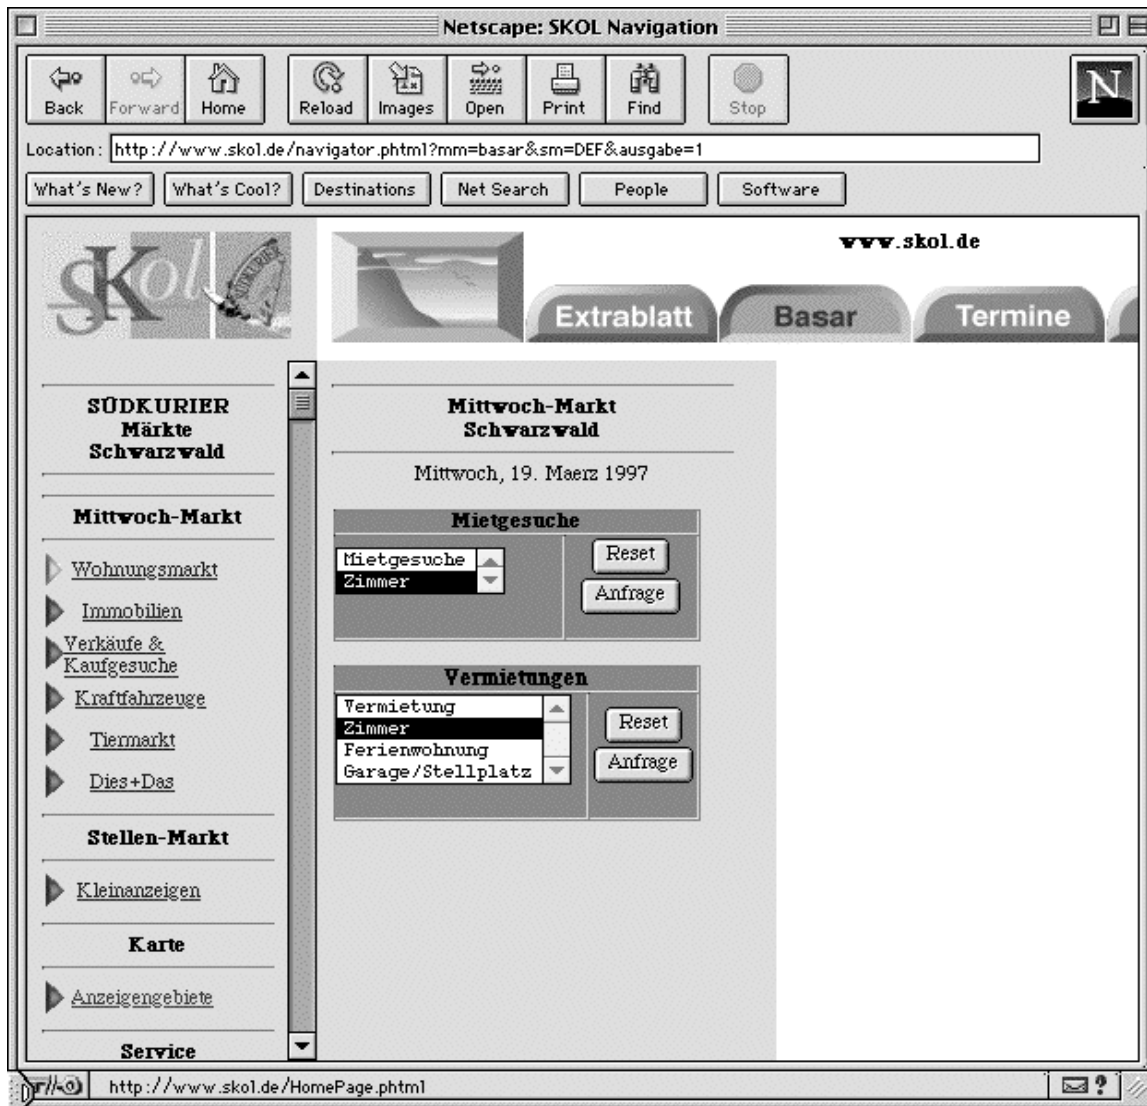 Netscape: SKOL Navigation
Back Forward Home Reload Images Open Print Find Stop
N
Location: http://www.skol.de/navigator.phtml?mm=basar&sm=DEF&ausgabe=1
What's New? What's Cool? Destinations Net Search People Software
SKol
SÜDKURIER
www.skol.de
Extrablatt Basar Termine
SÜDKURIER
Märkte
Schwarzwald
Mittwoch-Markt
Wohnungsmarkt
Immobilien
Verkäufe &
Kaufgesuche
Kraftfahrzeuge
Tiermarkt
Dies+Das
Stellen-Markt
Kleinanzeigen
Karte
Anzeigengebiete
Service
Mittwoch-Markt
Schwarzwald
Mittwoch, 19. Maerz 1997
Mietgesuche
Mietgesuche
Zimmer
Reset
Anfrage
Vermietungen
Vermietung
Zimmer
Ferienwohnung
Garage/Stellplatz
Reset
Anfrage
http://www.skol.de/HomePage.phtml
?